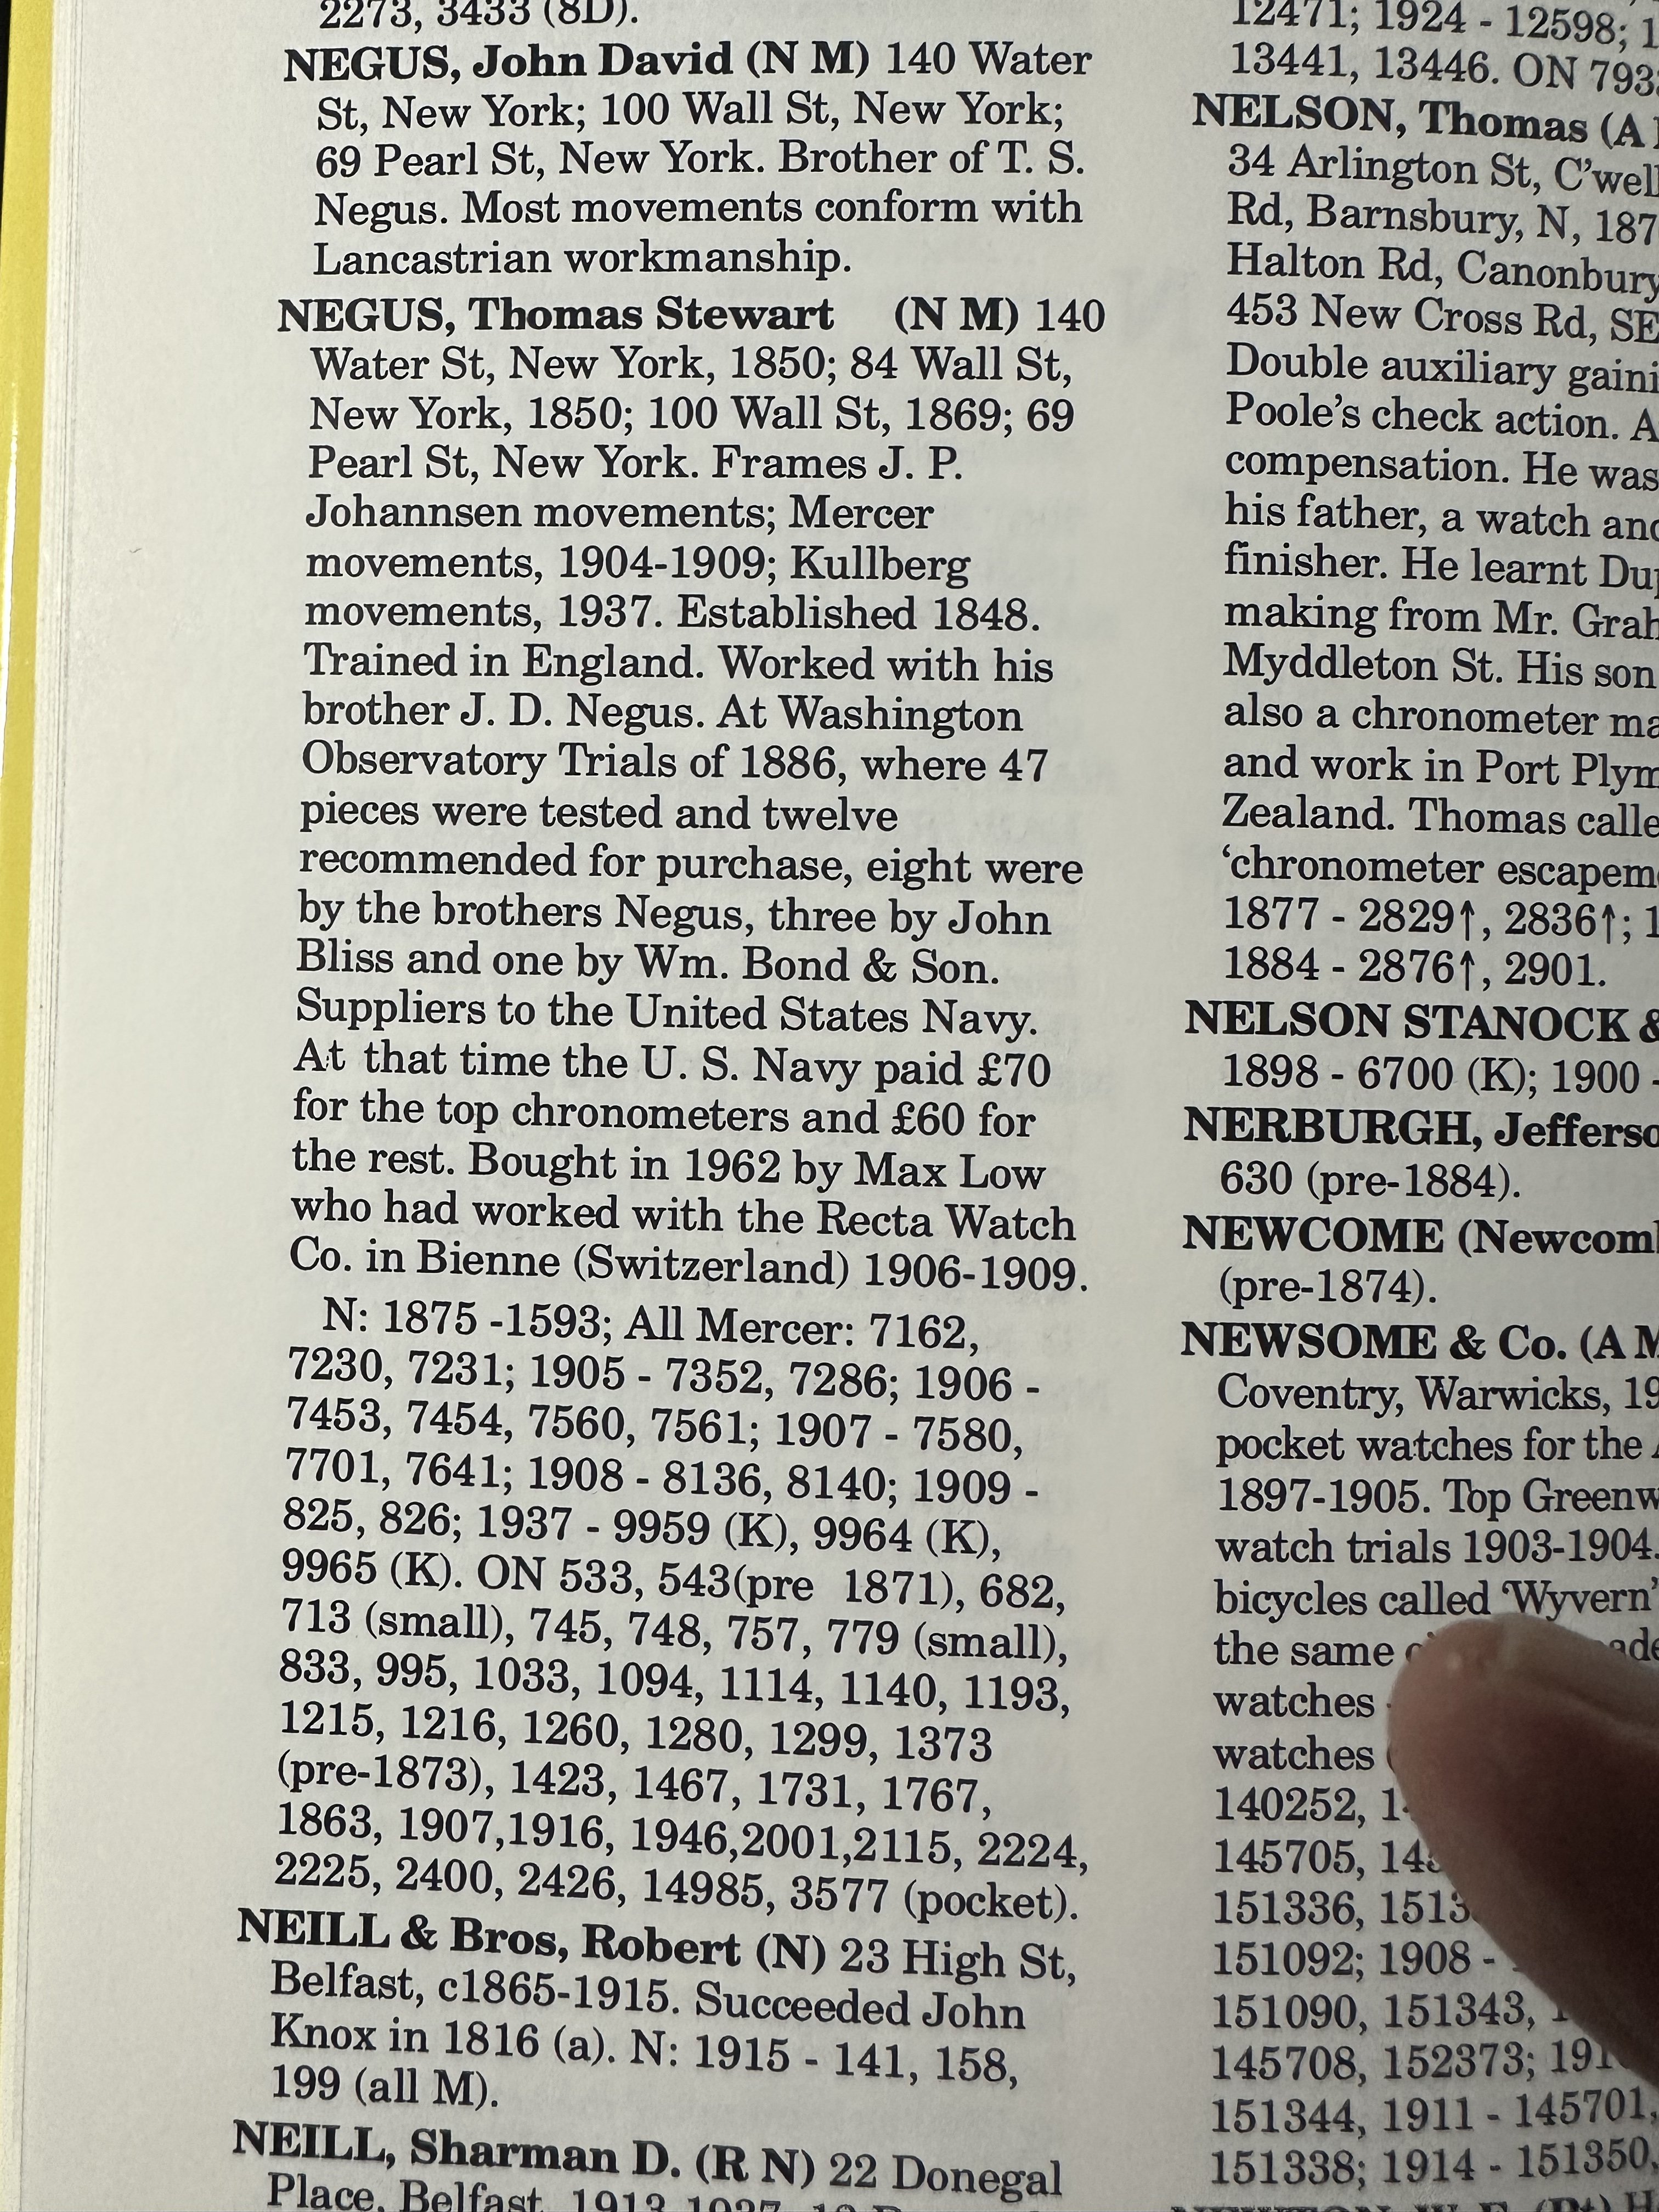 2273, 3433 (8D).
NEGUS, John David (N M) 140 Water
St, New York; 100 Wall St, New York;
69 Pearl St, New York. Brother of T. S.
Negus. Most movements conform with
Lancastrian workmanship.
NEGUS, Thomas Stewart (N M) 140
Water St, New York, 1850; 84 Wall St,
New York, 1850; 100 Wall St, 1869; 69
Pearl St, New York. Frames J. P.
Johannsen movements; Mercer
movements, 1904-1909; Kullberg
movements, 1937. Established 1848.
Trained in England. Worked with his
brother J. D. Negus. At Washington
Observatory Trials of 1886, where 47
pieces were tested and twelve
recommended for purchase, eight were
by the brothers Negus, three by John
Bliss and one by Wm. Bond & Son.
Suppliers to the United States Navy.
At that time the U. S. Navy paid £70
for the top chronometers and £60 for
the rest. Bought in 1962 by Max Low
who had worked with the Recta Watch
Co. in Bienne (Switzerland) 1906-1909.
N: 1875 -1593; All Mercer: 7162,
7230, 7231; 1905 - 7352, 7286; 1906 -
7453, 7454, 7560, 7561; 1907 - 7580,
7701, 7641; 1908 - 8136, 8140; 1909 -
825, 826; 1937 - 9959 (K), 9964 (K),
9965 (K). ON 533, 543(pre 1871), 682,
713 (small), 745, 748, 757, 779 (small),
833, 995, 1033, 1094, 1114, 1140, 1193,
1215, 1216, 1260, 1280, 1299, 1373
(pre-1873), 1423, 1467, 1731, 1767,
1863, 1907,1916, 1946,2001,2115, 2224,
2225, 2400, 2426, 14985, 3577 (pocket).
NEILL & Bros, Robert (N) 23 High St,
Belfast, c1865-1915. Succeeded John
Knox in 1816 (a). N: 1915 - 141, 158,
199 (all M).
NEILL, Sharman D. (R N) 22 Donegal
Place, Belfast,
12471; 1924 - 12598;
13441, 13446. ON
NELSON, Thomas (A
34 Arlington St, C'well
Rd, Barnsbury, N,
Halton Rd, Canonbury
453 New Cross Rd, SE
Double auxiliary
Poole's check action.
compensation. He was
his father, a watch
finisher. He learnt
making from Mr.
Myddleton St. His son
also a chronometer
and work in Port
Zealand. Thomas
'chronometer
1877 - 2829↑, 2836↑;
1884 - 2876↑, 2901.
NELSON STANOCK &
1898 - 6700 (K); 1900 -
NERBURGH,
630 (pre-1884).
NEWCOME
(pre-1874).
NEWSOME & Co. (A M
Coventry, Warwicks,
pocket watches for the
1897-1905. Top
watch trials 1903-1904.
bicycles called 'Wyvern'
the same
watches
watches
140252,
145705,
151336,
151092; 1908 -
151090, 151343,
145708, 152373;
151344, 1911 - 145701,
151338; 1914 - 151350,